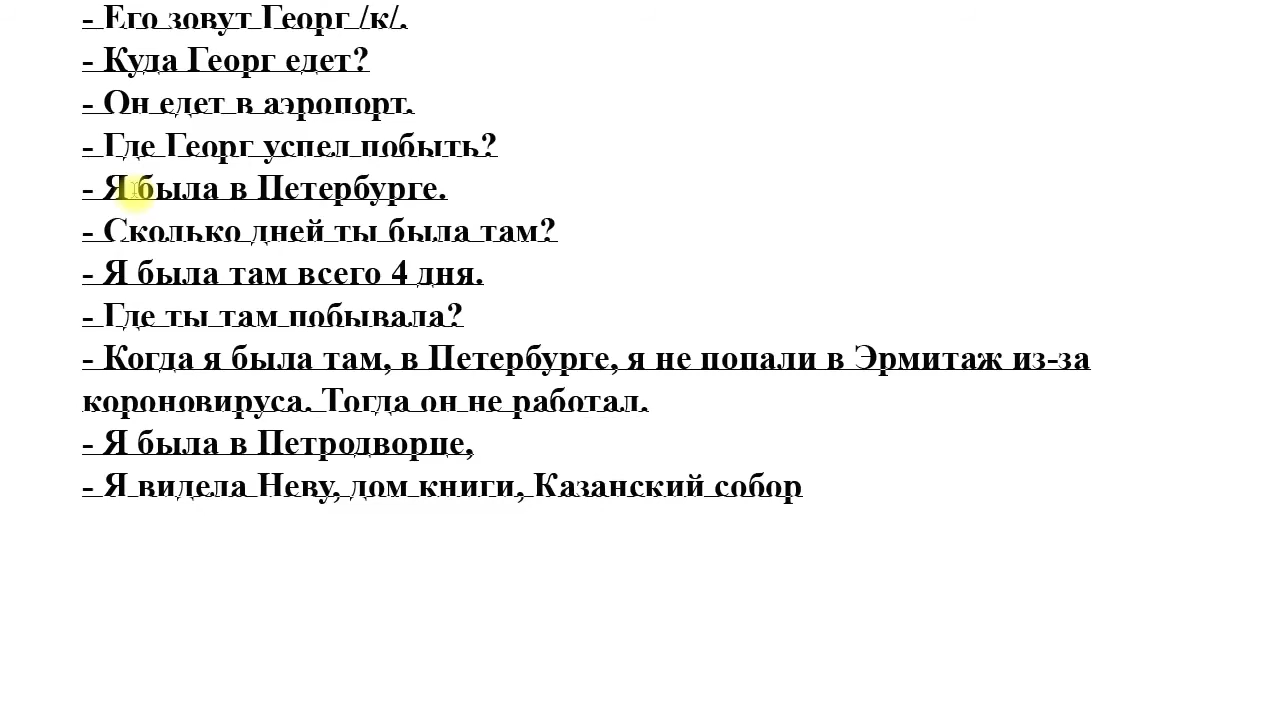 - Его зовут Георг /к/.
- Куда Георг едет?
- Он едет в аэропорт.
- Где Георг успел побыть?
- Я была в Петербурге.
- Сколько дней ты была там?
- Я была там всего 4 дня.
- Где ты там побывала?
- Когда я была там, в Петербурге, я не попали в Эрмитаж из-за
короновируса. Тогда он не работал.
- Я была в Петродворце,
- Я видела Неву, дом книги, Казанский собор